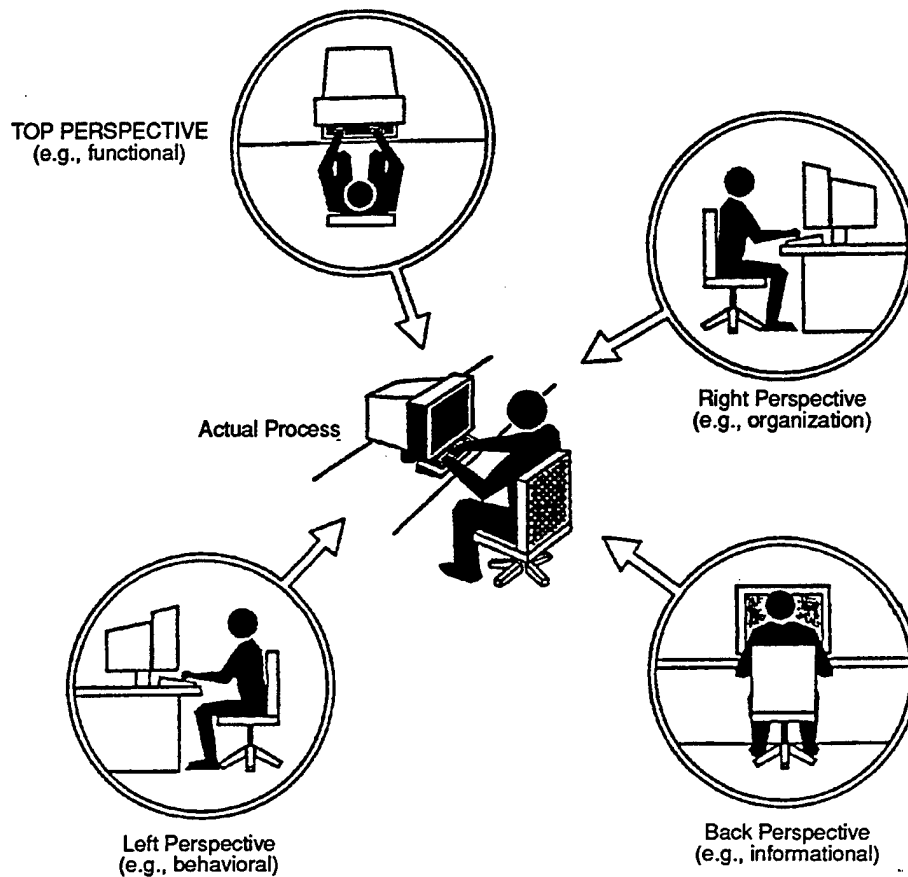 TOP PERSPECTIVE
(e.g., functional)
Right Perspective
(e.g., organization)
Actual Process
Left Perspective
(e.g., behavioral)
Back Perspective
(e.g., informational)